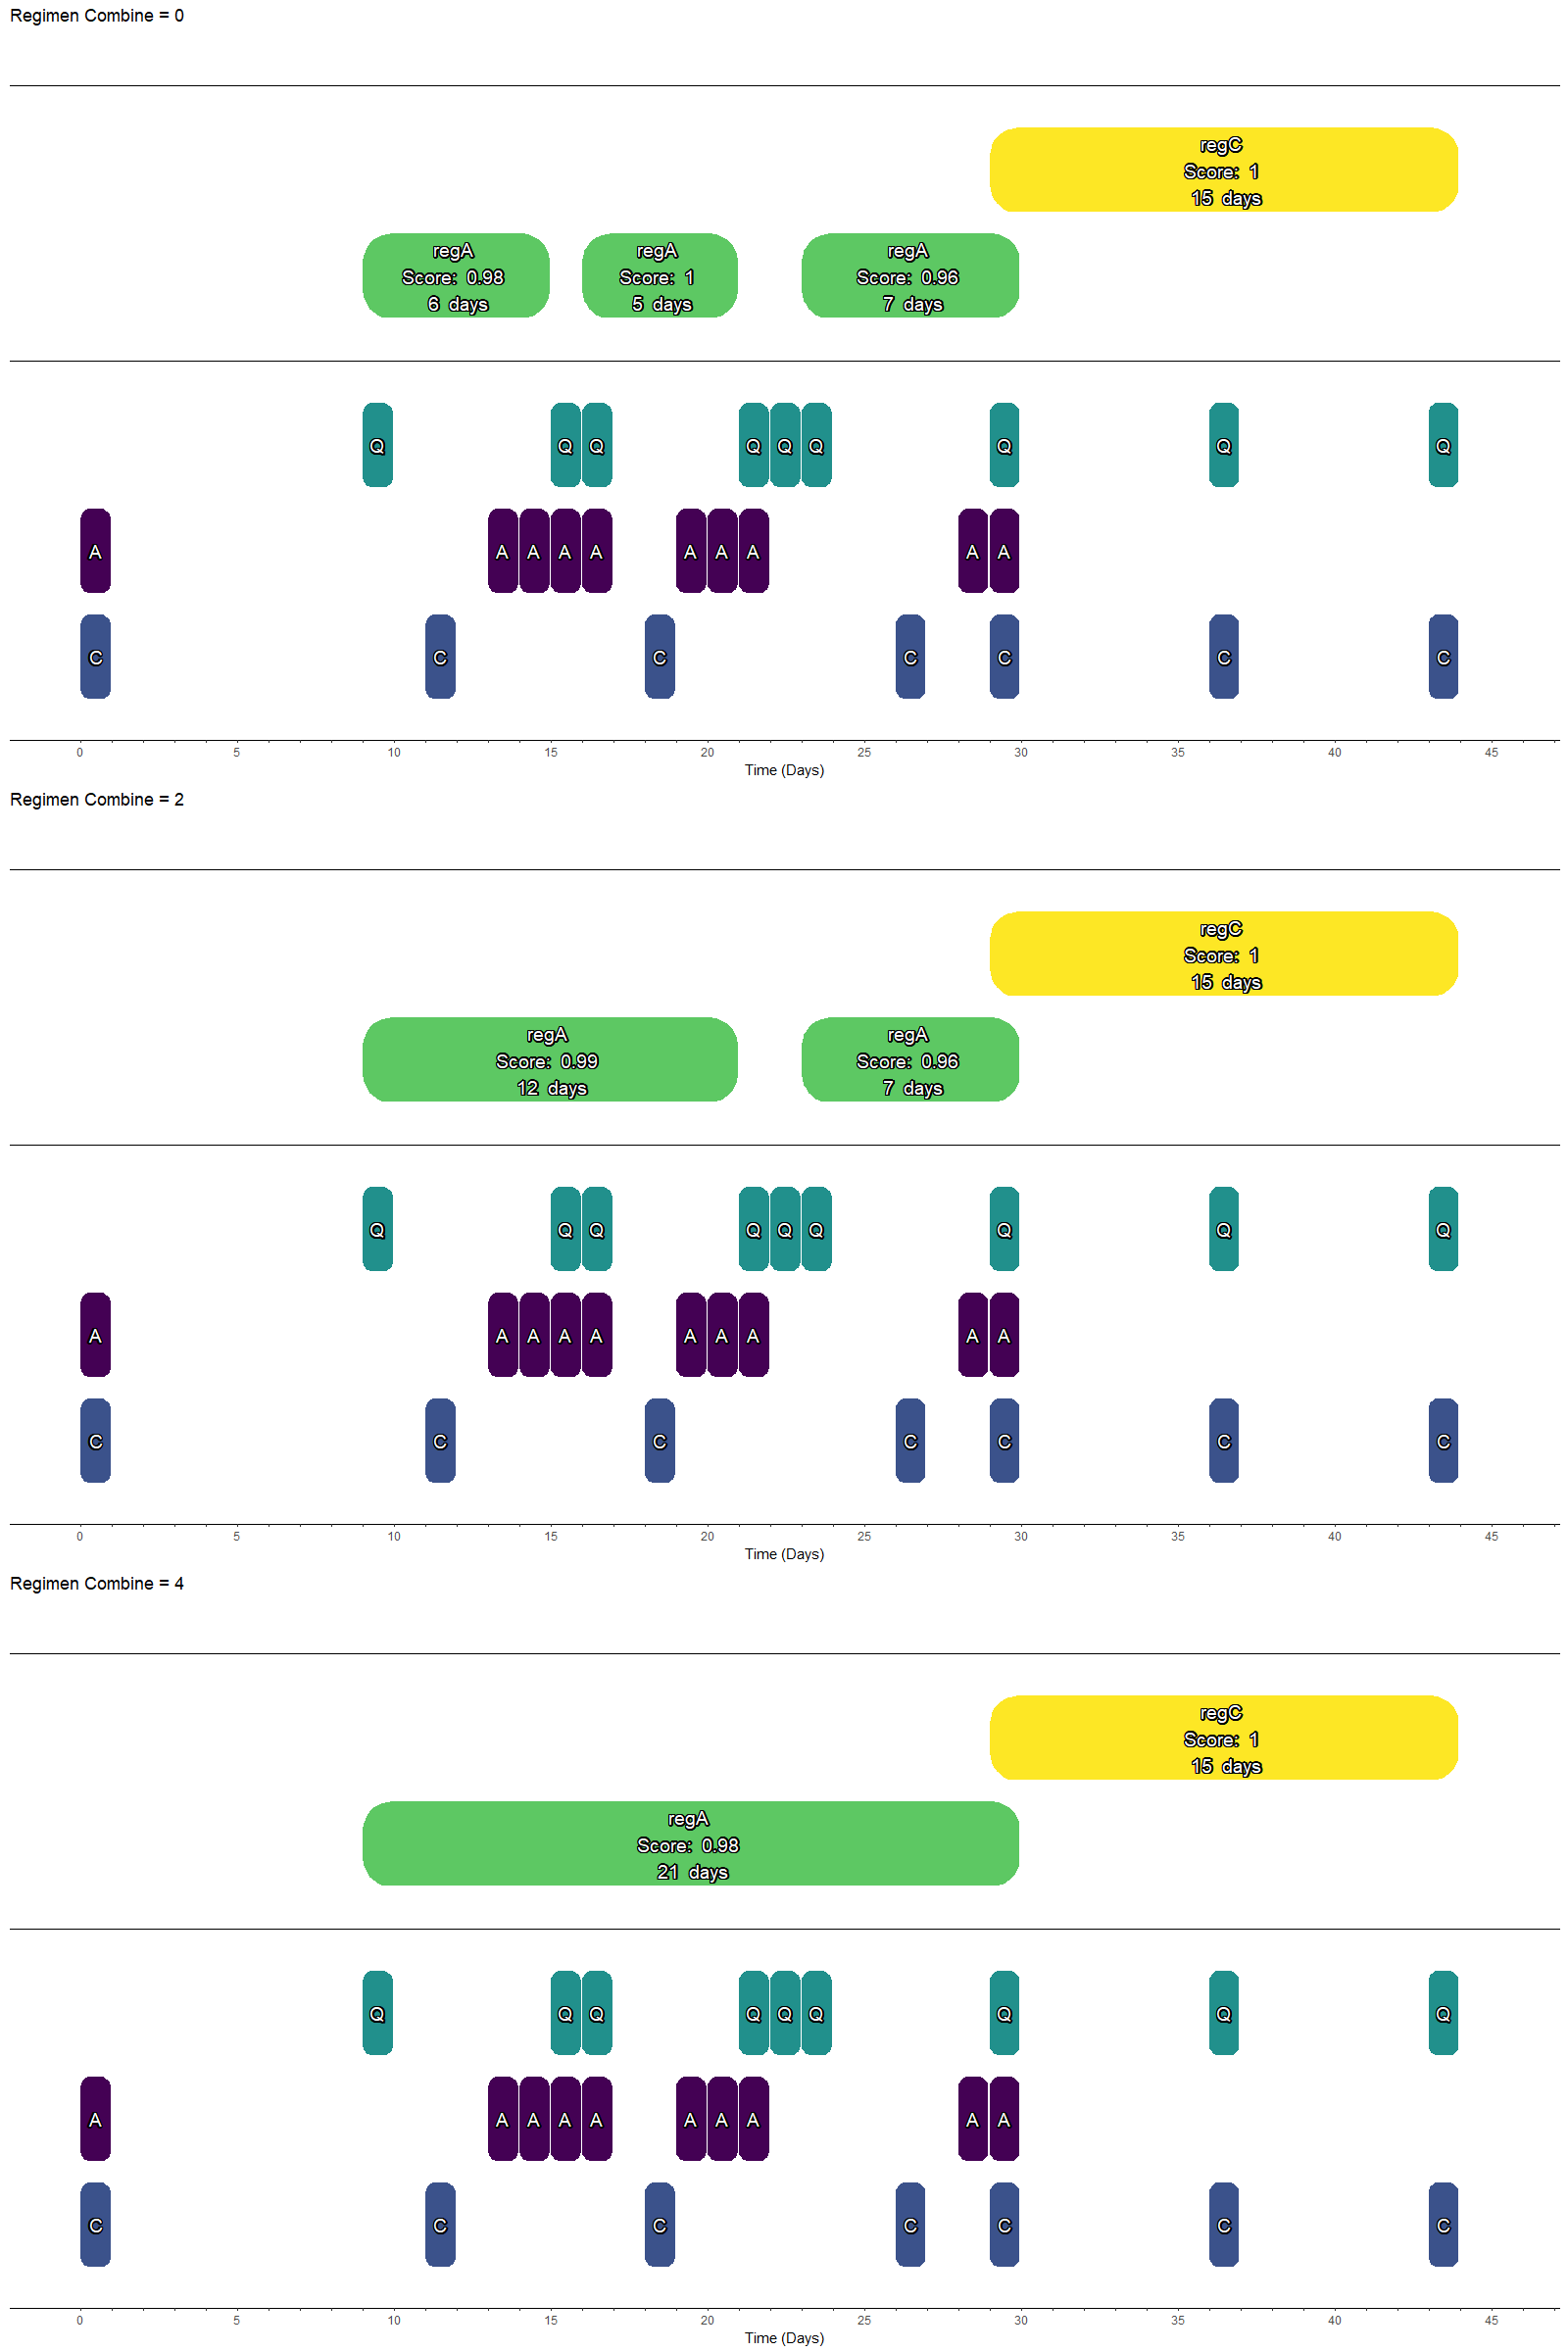 Regimen Combine = 0
regC
Score: 1
15 days
regA regA regA
Score: 0.98 Score: 1 Score: 0.96
6 days 5 days 7 days
Q Q Q Q Q Q Q Q Q
A A A A A A A A A A
C C C C C C C
0 5 10 15 20 25 30 35 40 45
Time (Days)
Regimen Combine = 2
regC
Score: 1
15 days
regA regA
Score: 0.99 Score: 0.96
12 days 7 days
Q Q Q Q Q Q Q Q Q
A A A A A A A A A A
C C C C C C C
0 5 10 15 20 25 30 35 40 45
Time (Days)
Regimen Combine = 4
regC
Score: 1
15 days
regA
Score: 0.98
21 days
Q Q Q Q Q Q Q Q Q
A A A A A A A A A A
C C C C C C C
0 5 10 15 20 25 30 35 40 45
Time (Days)